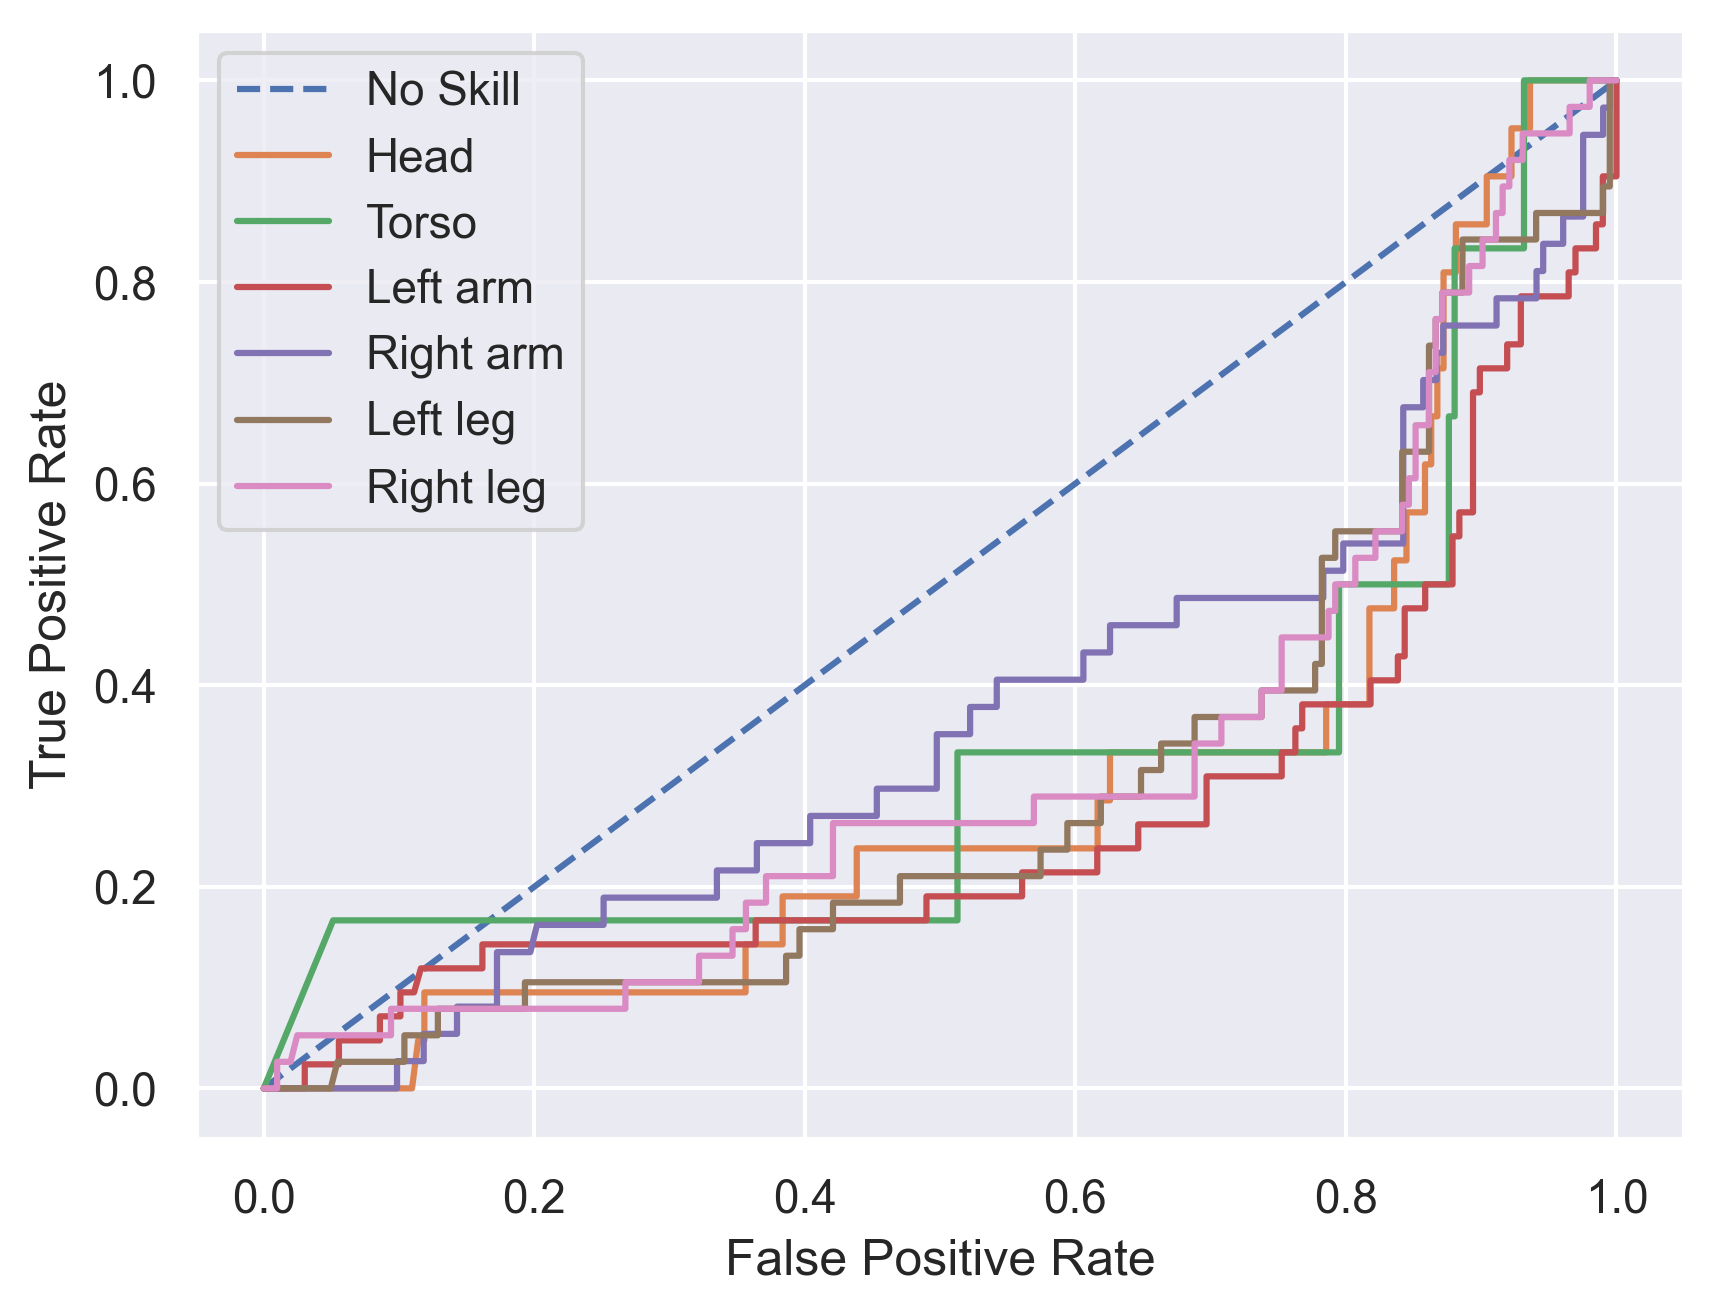 No Skill
Head
Torso
Left arm
Right arm
Left leg
Right leg
True Positive Rate
1.0
0.8
0.6
0.4
0.2
0.0
0.0 0.2 0.4 0.6 0.8 1.0
False Positive Rate